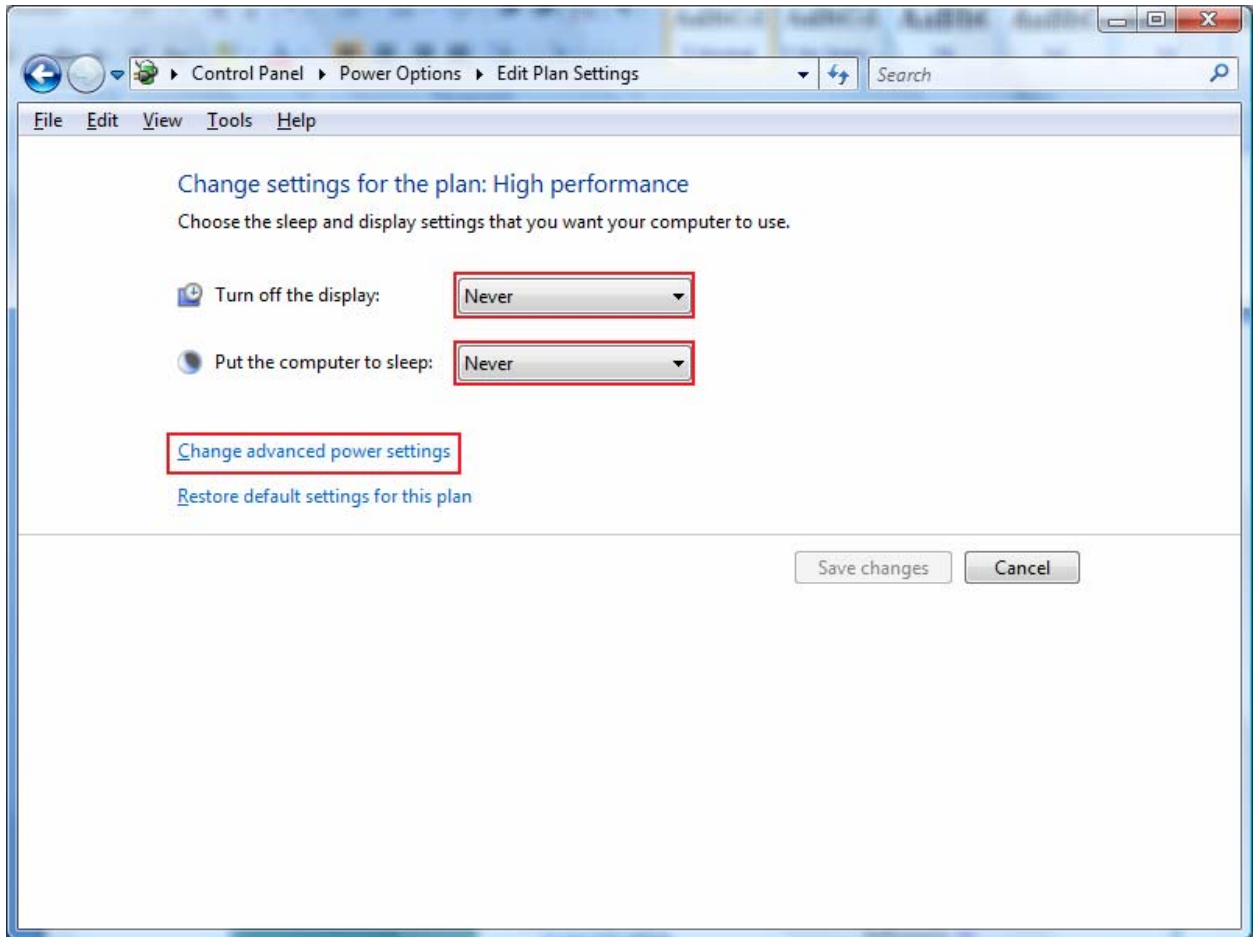 Control Panel Power Options Edit Plan Settings Search
File Edit View Tools Help
Change settings for the plan: High performance
Choose the sleep and display settings that you want your computer to use.
Turn off the display: Never
Put the computer to sleep: Never
Change advanced power settings
Restore default settings for this plan
Save changes Cancel